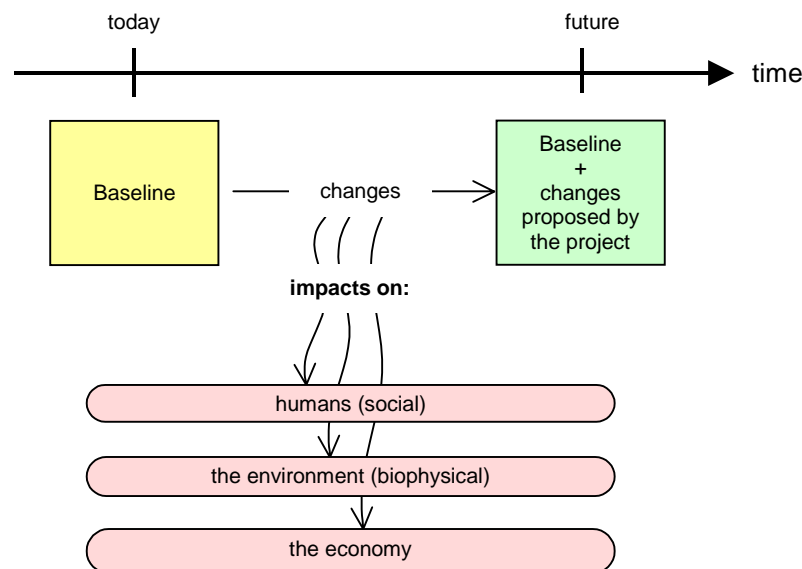 today
future
time
Baseline
changes
Baseline
+
changes
proposed by
the project
impacts on:
humans (social)
the environment (biophysical)
the economy